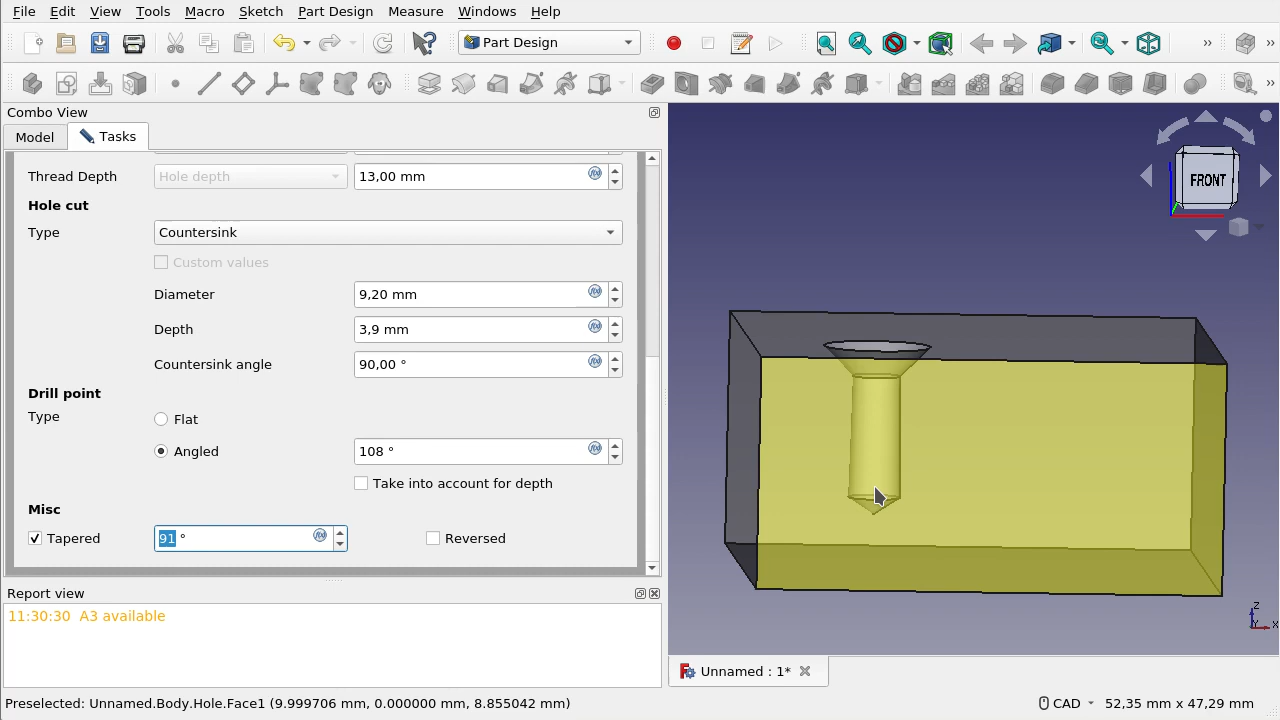 File Edit View Tools Macro Sketch Part Design Measure Windows Help
Part Design
Combo View
Model
Tasks
Thread Depth Hole depth 13,00 mm
Hole cut
Type Countersink
Custom values
Diameter 9,20 mm
Depth 3,9 mm
Countersink angle 90,00 °
Drill point
Type Flat
Angled 108 °
Take into account for depth
Misc
Tapered 91 ° Reversed
Report view
11:30:30 A3 available
FRONT
Z
Y
X
Unnamed : 1*
Preselected: Unnamed.Body.Hole.Face1 (9.999706 mm, 0.000000 mm, 8.855042 mm)
CAD 52,35 mm x 47,29 mm